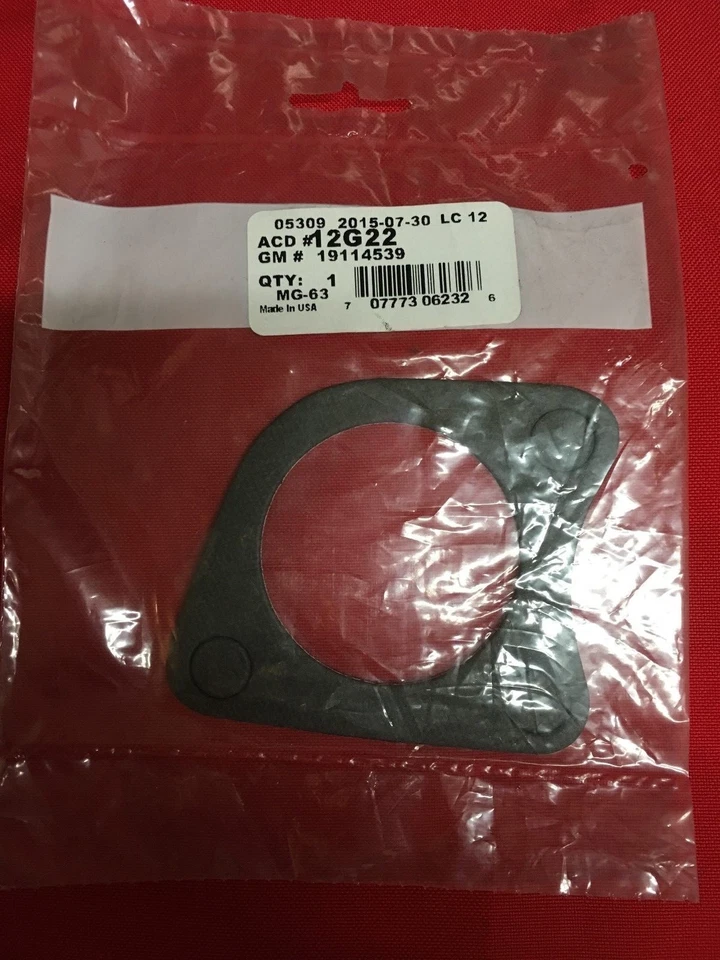 05309 2015-07-30 LC 12
ACD #12G22
GM # 19114539
QTY: 1
MG-63
Made In USA
7 07773 06232 6